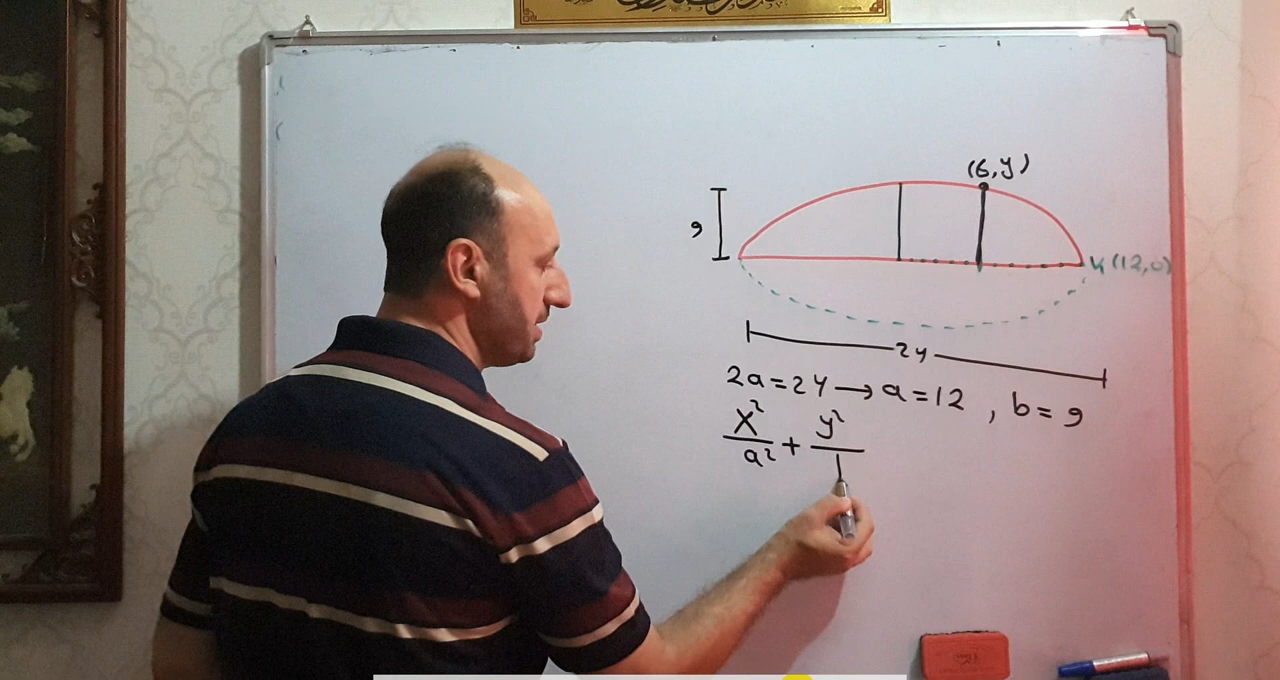 (6,y)
9
(12,0)
24
2a=24→a=12 , b=9
x²/a² + y²/